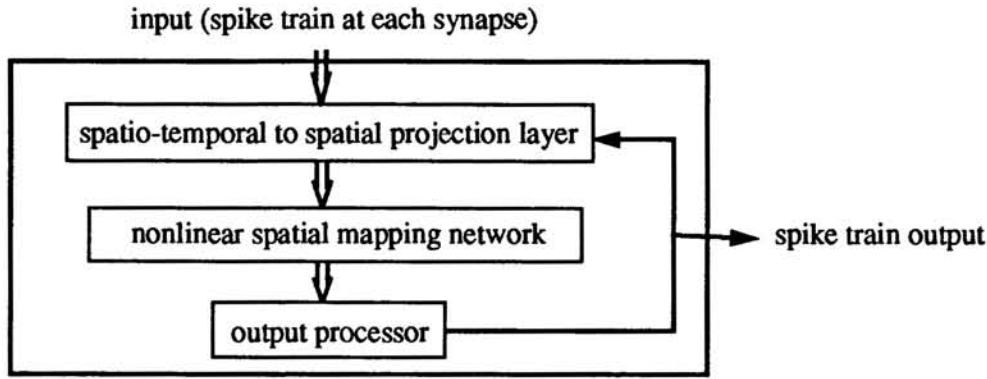 input (spike train at each synapse)
spatio-temporal to spatial projection layer
nonlinear spatial mapping network
spike train output
output processor